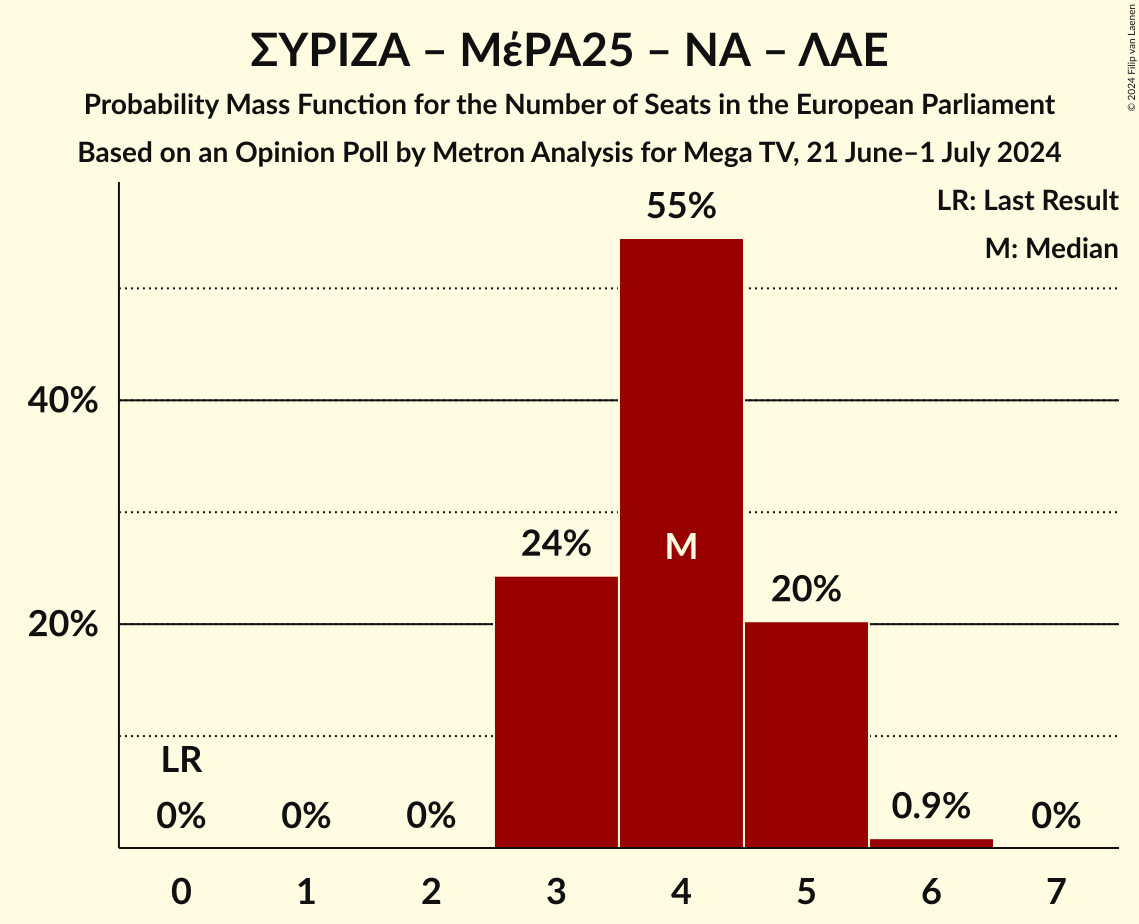 ΣΥΡΙΖΑ – ΜέΡΑ25 – ΝΑ – ΛΑΕ
Probability Mass Function for the Number of Seats in the European Parliament
Based on an Opinion Poll by Metron Analysis for Mega TV, 21 June–1 July 2024
© 2024 Filip van Laenen
LR: Last Result
M: Median
55%
40%
24%
M
20%
20%
LR
0%
0%
0%
0.9%
0%
0 1 2 3 4 5 6 7